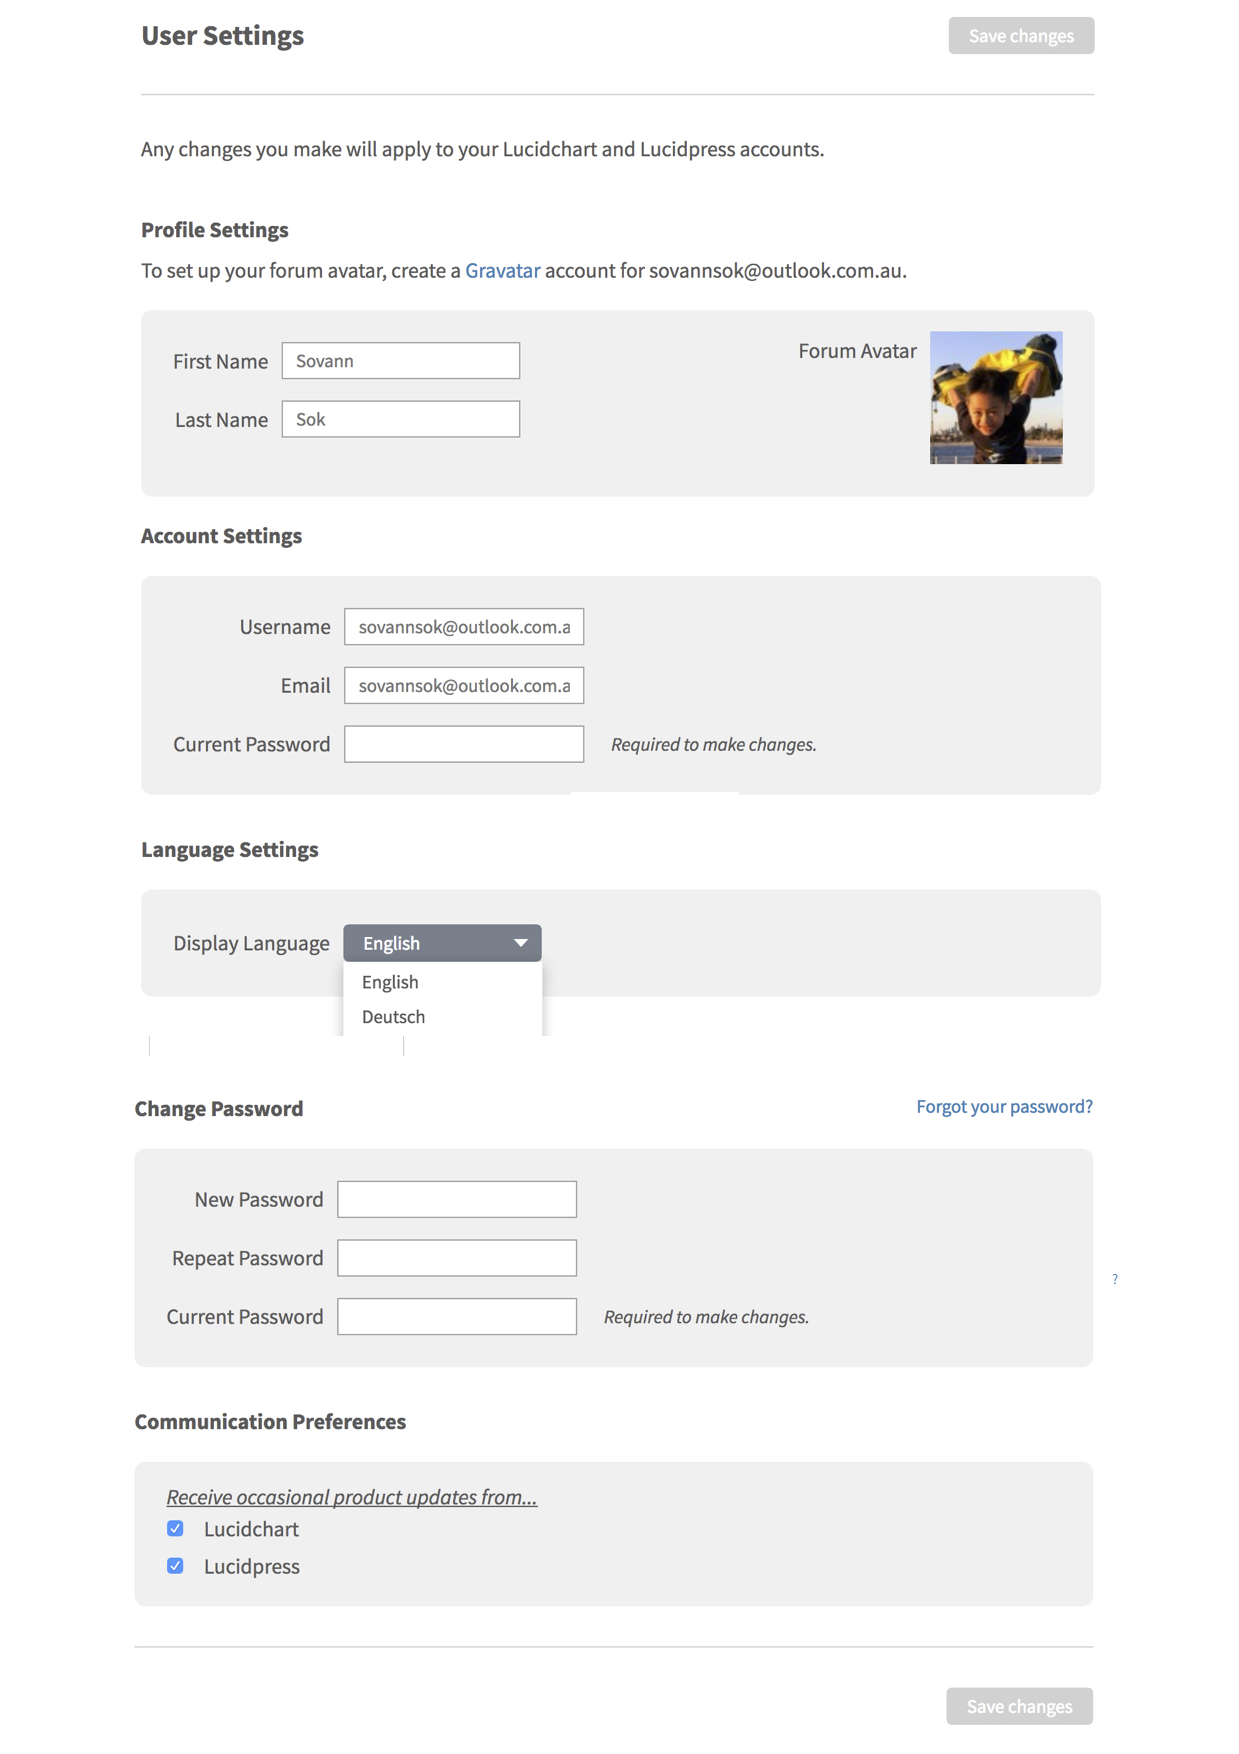 User Settings
Save changes
Any changes you make will apply to your Lucidchart and Lucidpress accounts.
Profile Settings
To set up your forum avatar, create a Gravatar account for sovannsok@outlook.com.au.
First Name Sovann
Forum Avatar
Last Name Sok
Account Settings
Username sovannsok@outlook.com.a
Email sovannsok@outlook.com.a
Current Password Required to make changes.
Language Settings
Display Language English
English
Deutsch
Change Password
Forgot your password?
New Password
Repeat Password
?
Current Password Required to make changes.
Communication Preferences
Receive occasional product updates from...
Lucidchart
Lucidpress
Save changes